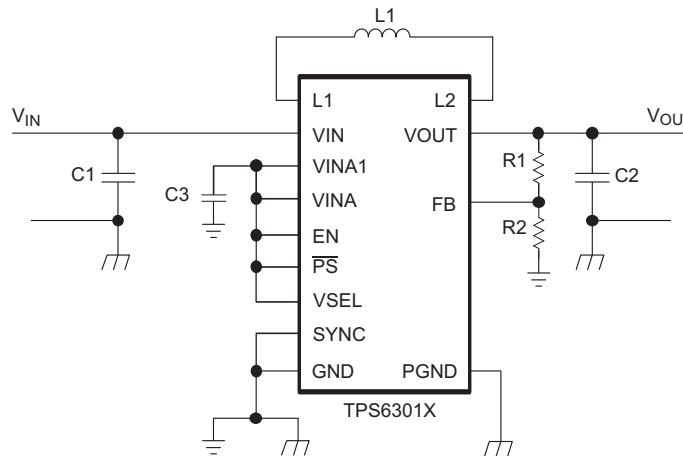 L1
L1 L2
VIN VIN VOUT VOU
VINA1 R1
C1 C3 VINA FB C2
EN R2
PS
VSEL
SYNC
GND PGND
TPS6301X